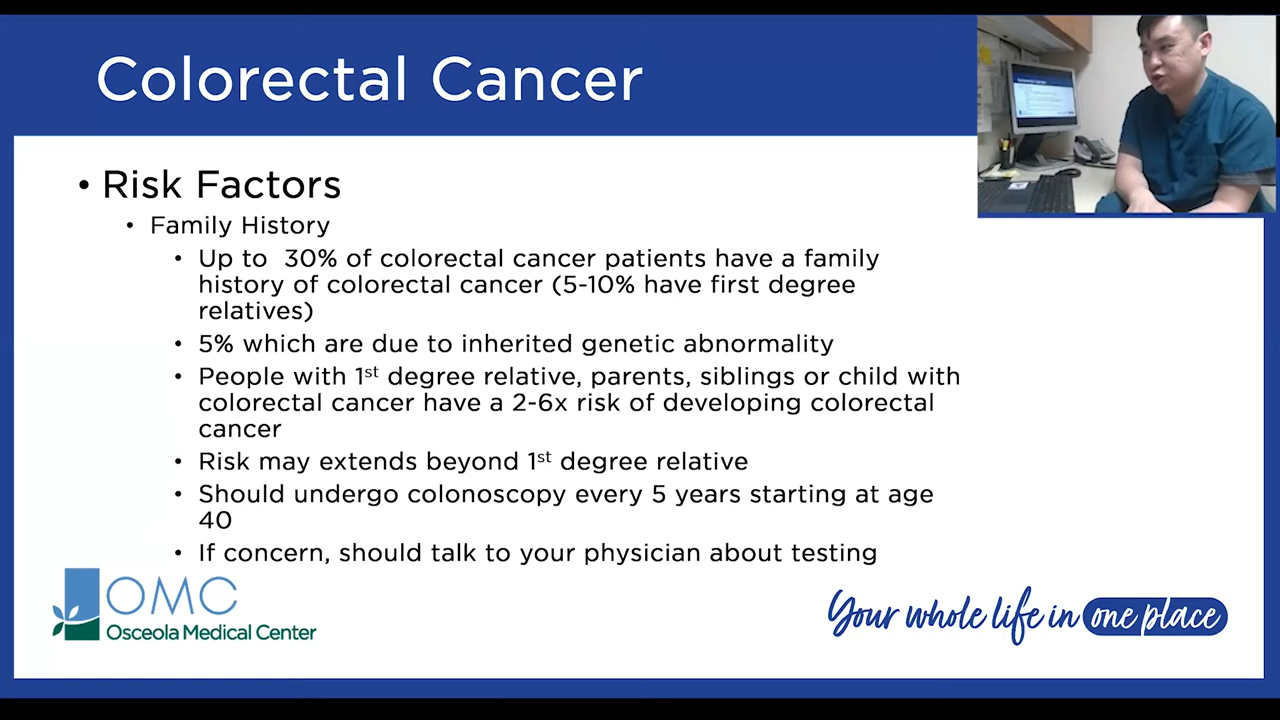 Colorectal Cancer
• Risk Factors
• Family History
• Up to 30% of colorectal cancer patients have a family
history of colorectal cancer (5-10% have first degree
relatives)
• 5% which are due to inherited genetic abnormality
• People with 1st degree relative, parents, siblings or child with
colorectal cancer have a 2-6x risk of developing colorectal
cancer
• Risk may extends beyond 1st degree relative
• Should undergo colonoscopy every 5 years starting at age
40
• If concern, should talk to your physician about testing
OMC
Osceola Medical Center
Your whole life in one place